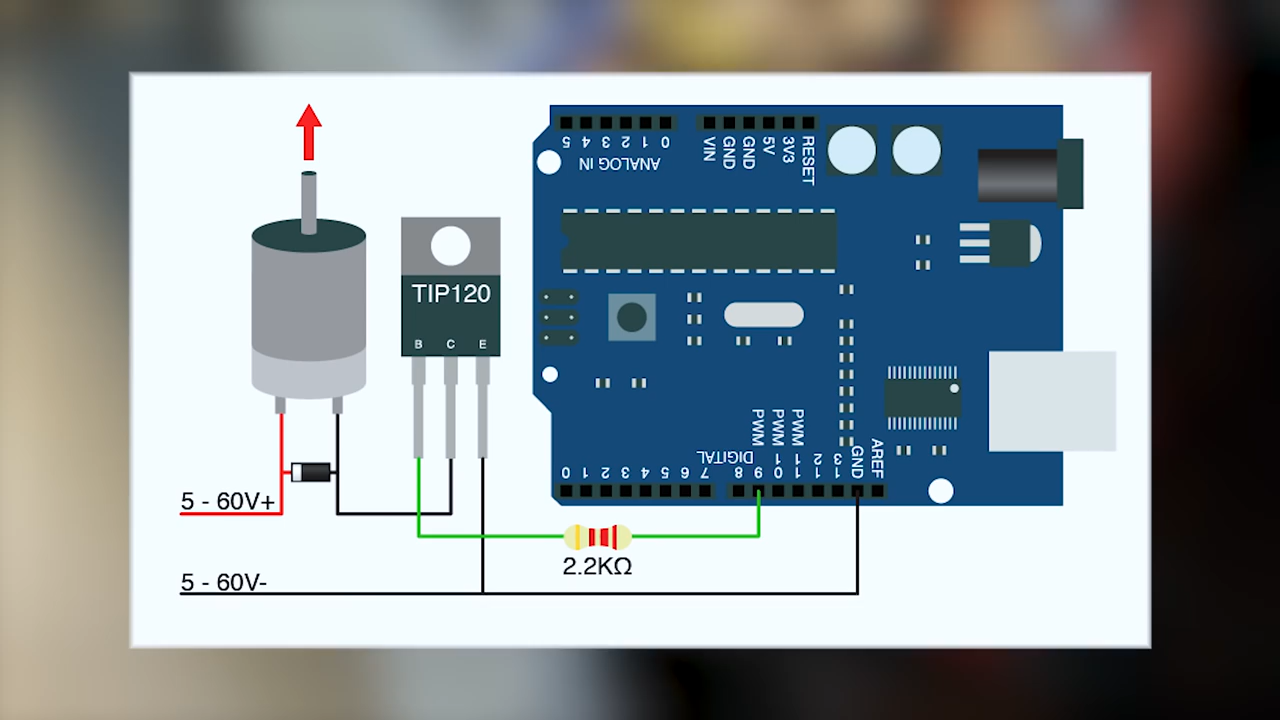 5 4 3 2 1 0
ANALOG IN
VIN GND GND 5V 3V3 RESET
TIP120
B C E
PWM PWM PWM
DIGITAL
0 1 2 3 4 5 6 7 8 9 10 11 12 13 GND AREF
5 - 60V+
2.2KΩ
5 - 60V-